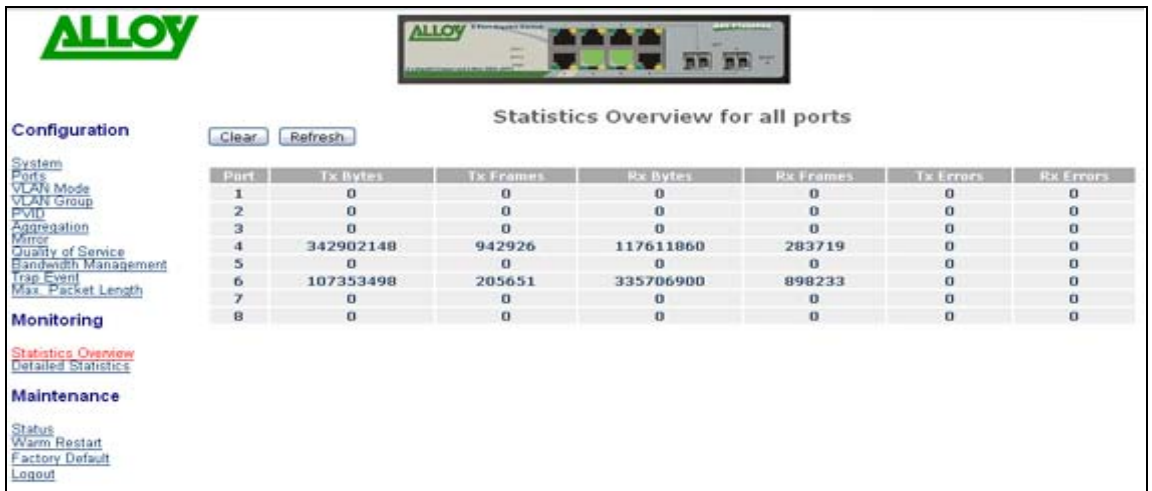 ALLOY
ALLOY
Statistics Overview for all ports
Clear Refresh
Configuration
System
Ports
VLAN Mode
VLAN Group
PVID
Aggregation
Mirror
Quality of Service
Bandwidth Management
Trap Event
Max. Packet Length
Monitoring
Statistics Overview
Detailed Statistics
Maintenance
Status
Warm Restart
Factory Default
Logout
Port Tx Bytes Tx Frames Rx Bytes Rx Frames Tx Errors Rx Errors
1 0 0 0 0 0 0
2 0 0 0 0 0 0
3 0 0 0 0 0 0
4 342902148 942926 117611860 283719 0 0
5 0 0 0 0 0 0
6 107353498 205651 335706900 898233 0 0
7 0 0 0 0 0 0
8 0 0 0 0 0 0